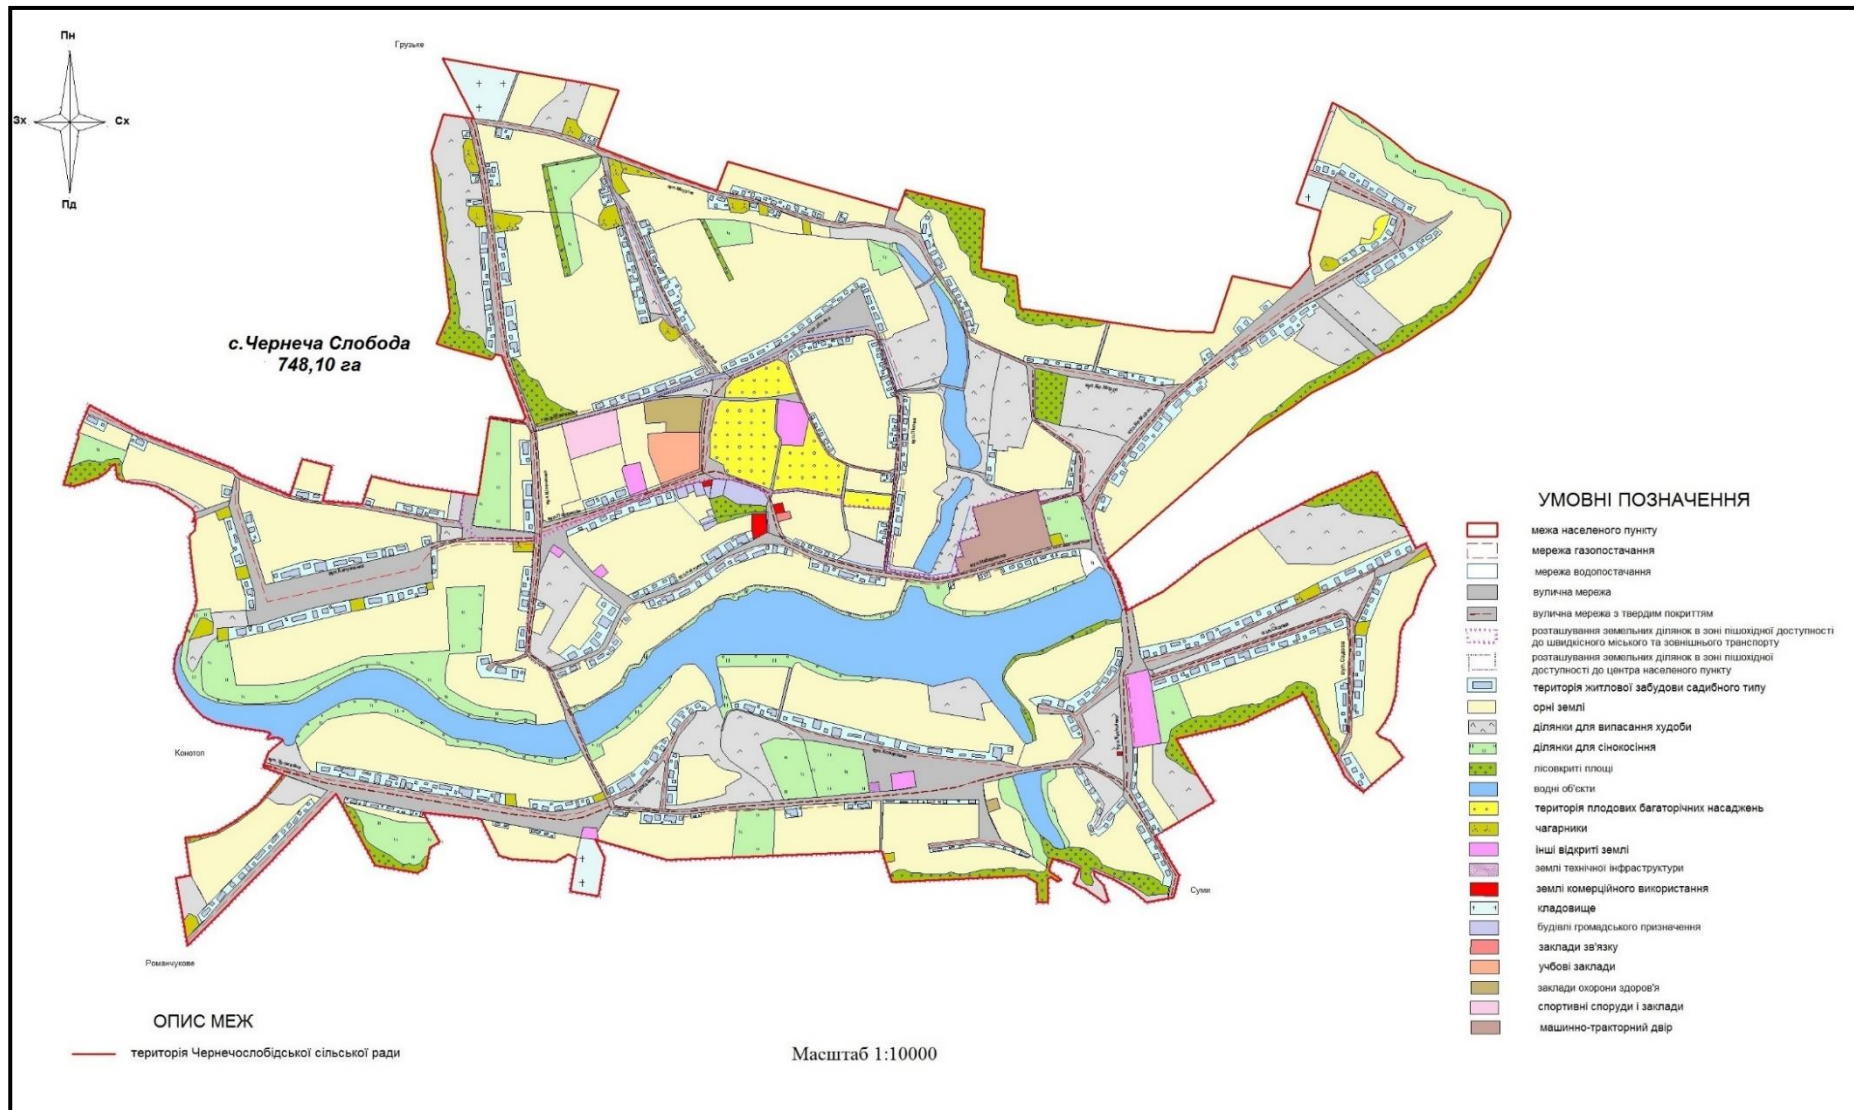 Пн
Зх
Сх
Пд
Грузьке
с.Чернеча Слобода
748,10 га
Конотоп
Романчукове
Суми
УМОВНІ ПОЗНАЧЕННЯ
межа населеного пункту
мережа газопостачання
мережа водопостачання
вулична мережа
вулична мережа з твердим покриттям
розташування земельних ділянок в зоні пішохідної доступності
до швидкісного міського та зовнішнього транспорту
розташування земельних ділянок в зоні пішохідної
доступності до центра населеного пункту
територія житлової забудови садибного типу
орні землі
ділянки для випасання худоби
ділянки для сінокосіння
лісовкриті площі
водні об'єкти
територія плодових багаторічних насаджень
чагарники
інші відкриті землі
землі технічної інфраструктури
землі комерційного використання
кладовище
будівлі громадського призначення
заклади зв'язку
учбові заклади
заклади охорони здоров'я
спортивні споруди і заклади
машинно-тракторний двір
ОПИС МЕЖ
територія Чернечослобідської сільської ради
Масштаб 1:10000